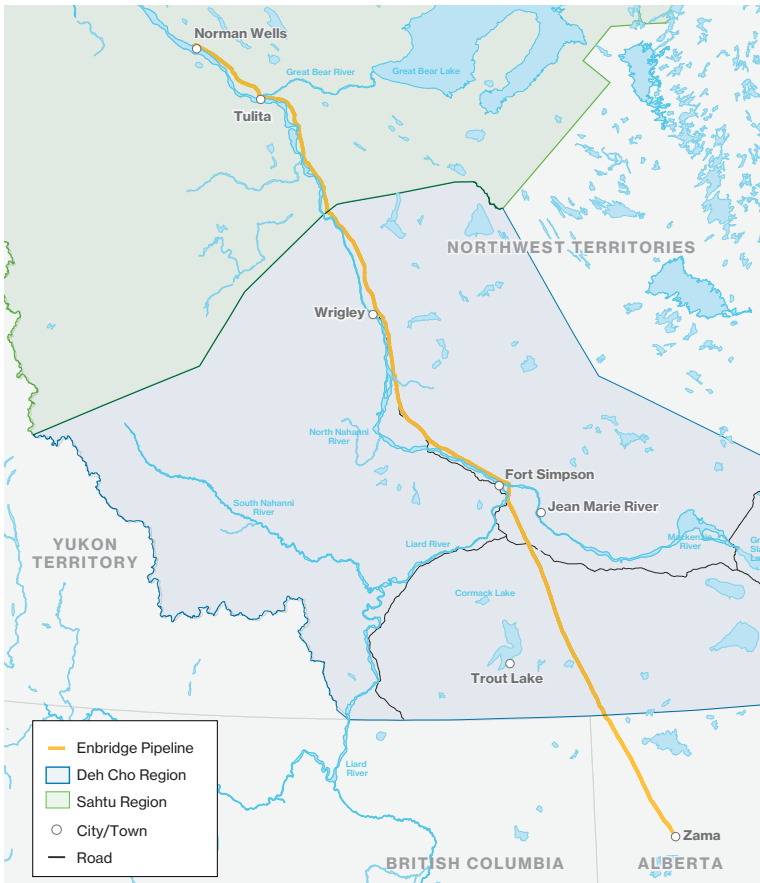 Norman Wells
Great Bear River
Great Bear Lake
Tulita
NORTHWEST TERRITORIES
Wrigley
North Nahanni
River
Fort Simpson
South Nahanni
River
Jean Marie River
YUKON
TERRITORY
Liard River
Mackenzie
River
Cormack Lake
Trout Lake
Enbridge Pipeline
Deh Cho Region
Sahtu Region
City/Town
Road
Liard
River
Zama
BRITISH COLUMBIA
ALBERTA